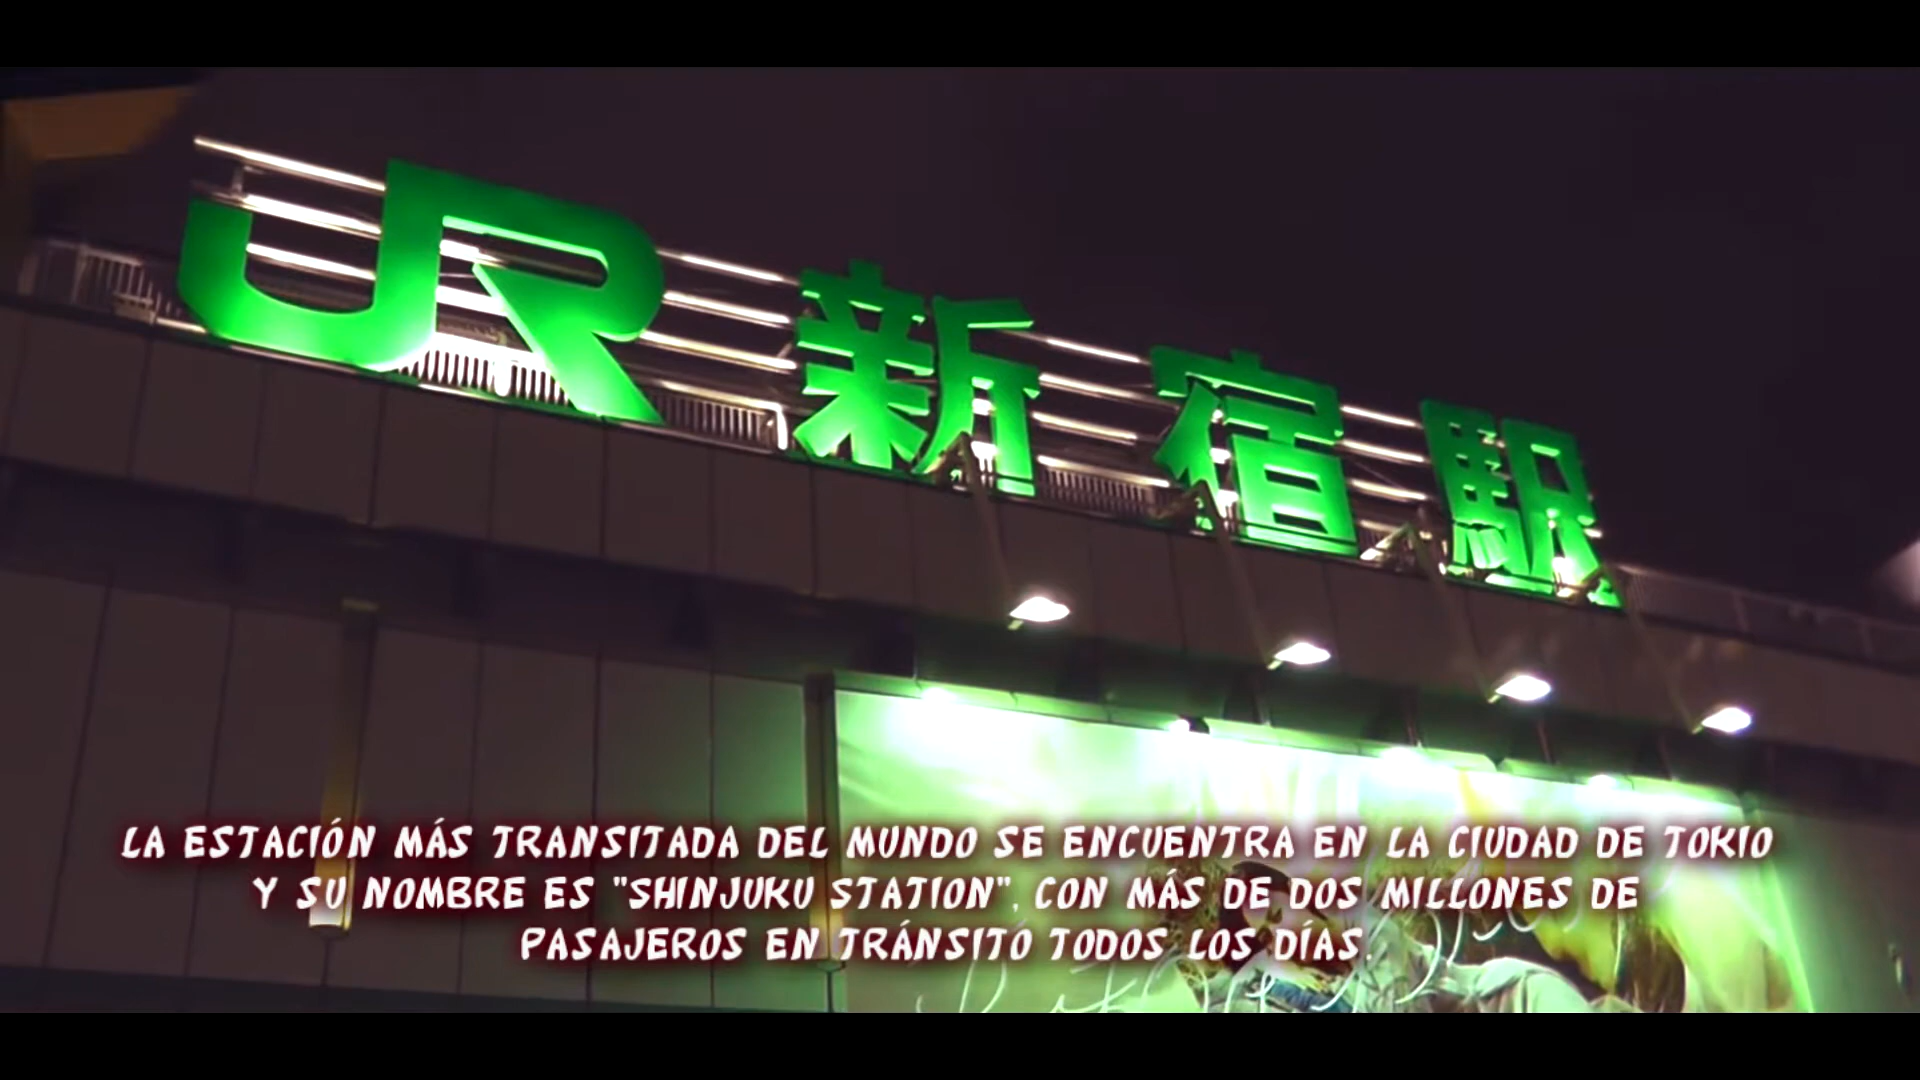 JR 新宿駅
LA ESTACIÓN MÁS TRANSITADA DEL MUNDO SE ENCUENTRA EN LA CIUDAD DE TOKIO
Y SU NOMBRE ES "SHINJUKU STATION", CON MÁS DE DOS MILLONES DE
PASAJEROS EN TRÁNSITO TODOS LOS DÍAS.